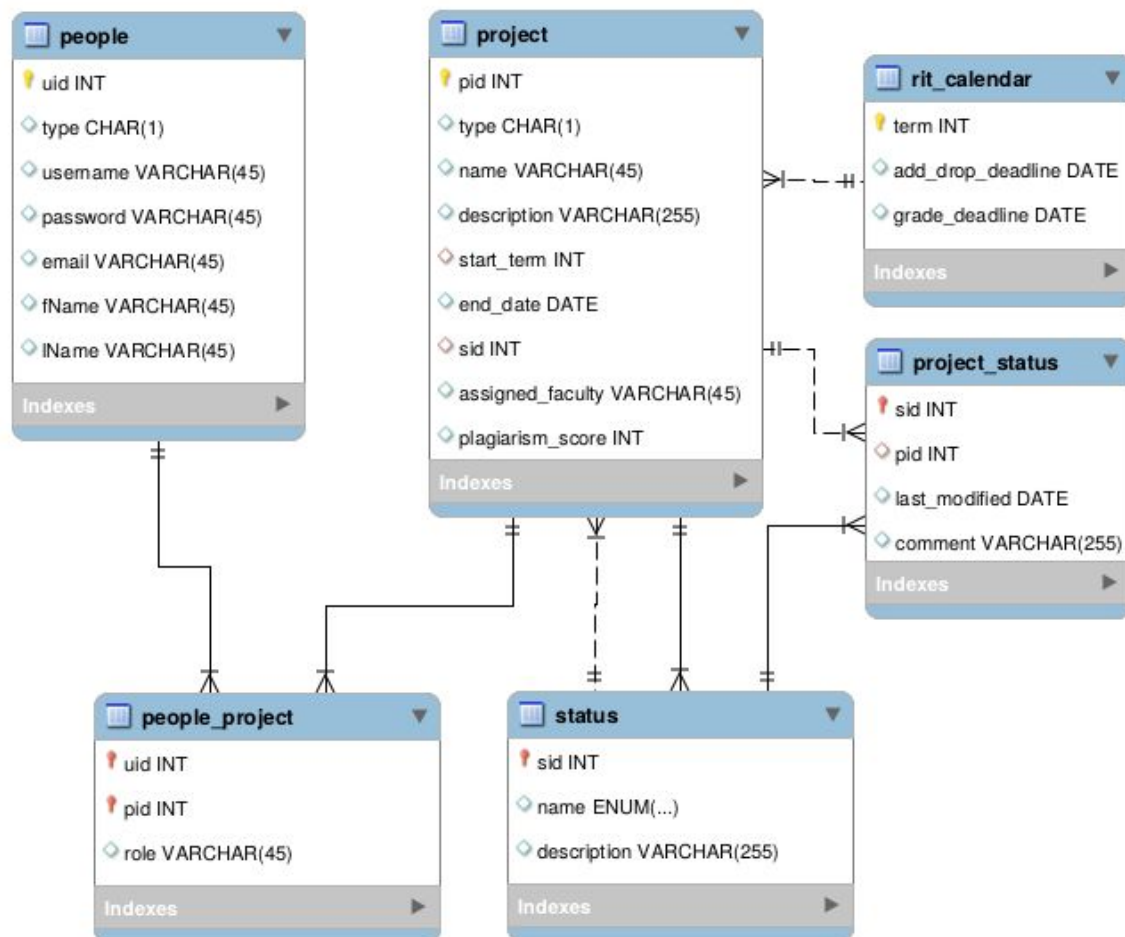 people
uid INT
type CHAR(1)
username VARCHAR(45)
password VARCHAR(45)
email VARCHAR(45)
fName VARCHAR(45)
lName VARCHAR(45)
Indexes
project
pid INT
type CHAR(1)
name VARCHAR(45)
description VARCHAR(255)
start_term INT
end_date DATE
sid INT
assigned_faculty VARCHAR(45)
plagiarism_score INT
Indexes
rit_calendar
term INT
add_drop_deadline DATE
grade_deadline DATE
Indexes
project_status
sid INT
pid INT
last_modified DATE
comment VARCHAR(255)
Indexes
people_project
uid INT
pid INT
role VARCHAR(45)
Indexes
status
sid INT
name ENUM(...)
description VARCHAR(255)
Indexes